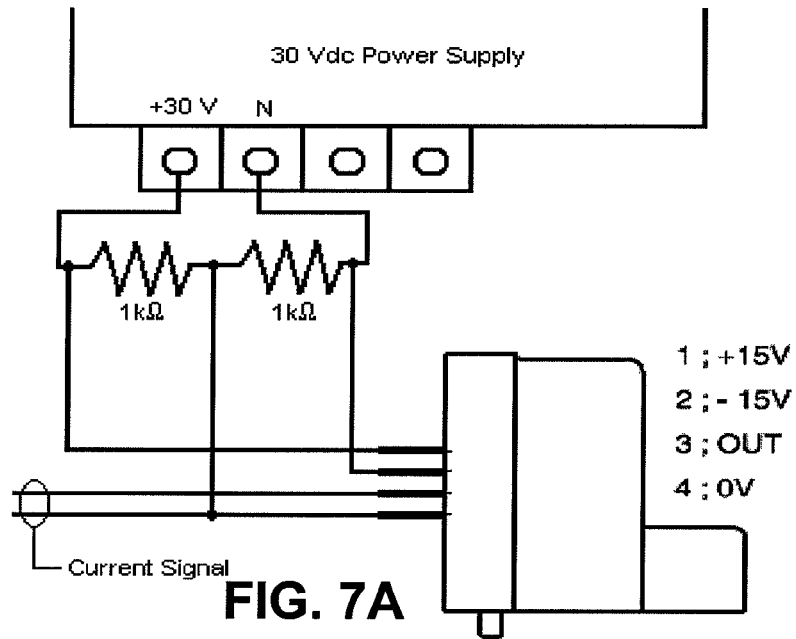 30 Vdc Power Supply
+30 V N
1kΩ 1kΩ
1 ; +15V
2 ; - 15V
3 ; OUT
4 ; 0V
Current Signal
FIG. 7A